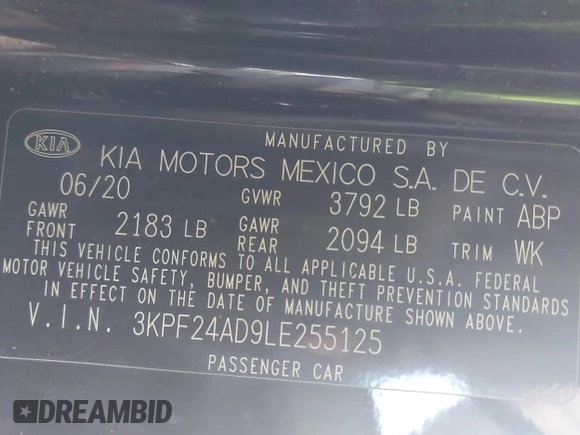 MANUFACTURED BY
KIA KIA MOTORS MEXICO S.A. DE C.V.
06/20 GVWR 3792 LB PAINT ABP
GAWR FRONT 2183 LB GAWR REAR 2094 LB TRIM WK
THIS VEHICLE CONFORMS TO ALL APPLICABLE U.S.A. FEDERAL
MOTOR VEHICLE SAFETY, BUMPER, AND THEFT PREVENTION STANDARDS
IN EFFECT ON THE DATE OF MANUFACTURE SHOWN ABOVE.
V.I.N. 3KPF24AD9LE255125
PASSENGER CAR
DREAMBID